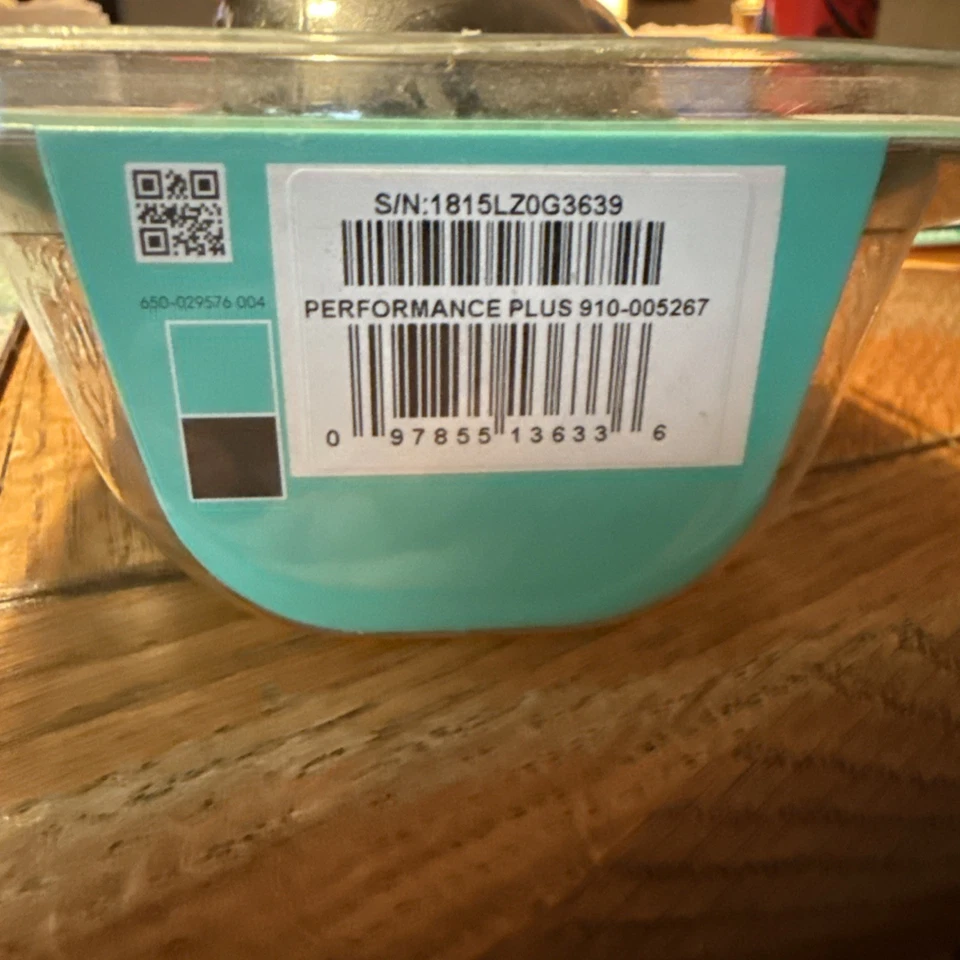 S/N:1815LZ0G3639
650-029576 004
PERFORMANCE PLUS 910-005267
0 97855 13633 6